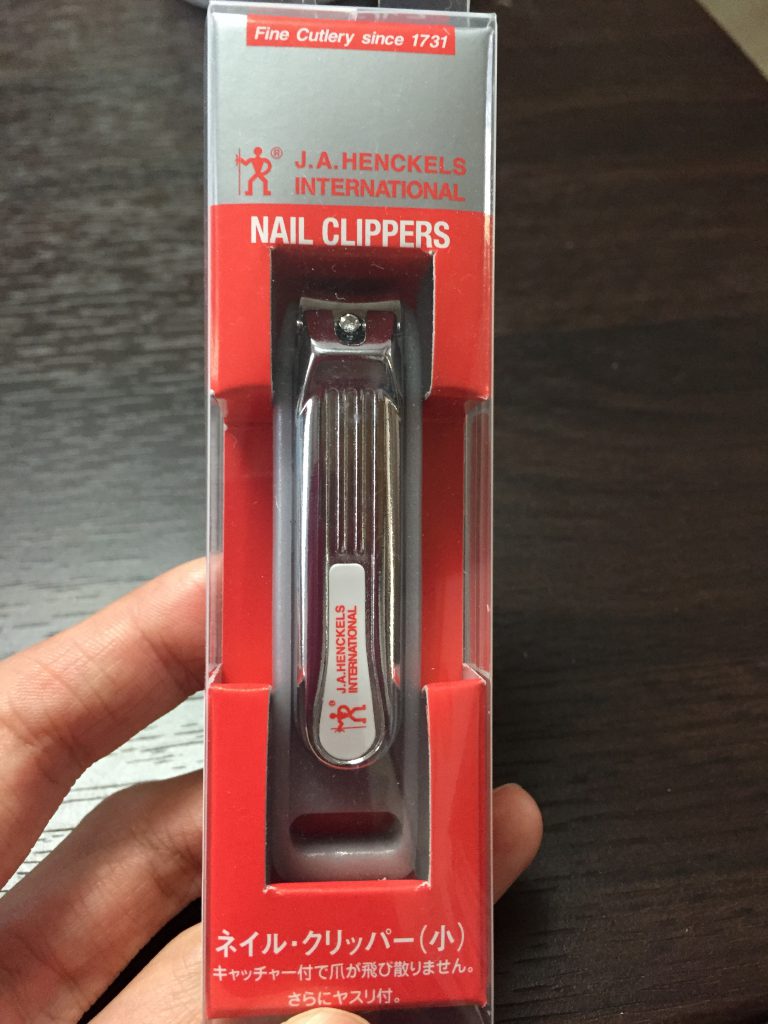 Fine Cutlery since 1731
®
J.A.HENCKELS
INTERNATIONAL
NAIL CLIPPERS
®
J.A.HENCKELS
INTERNATIONAL
ネイル・クリッパー(小)
キャッチャー付で爪が飛び散りません。
さらにヤスリ付。